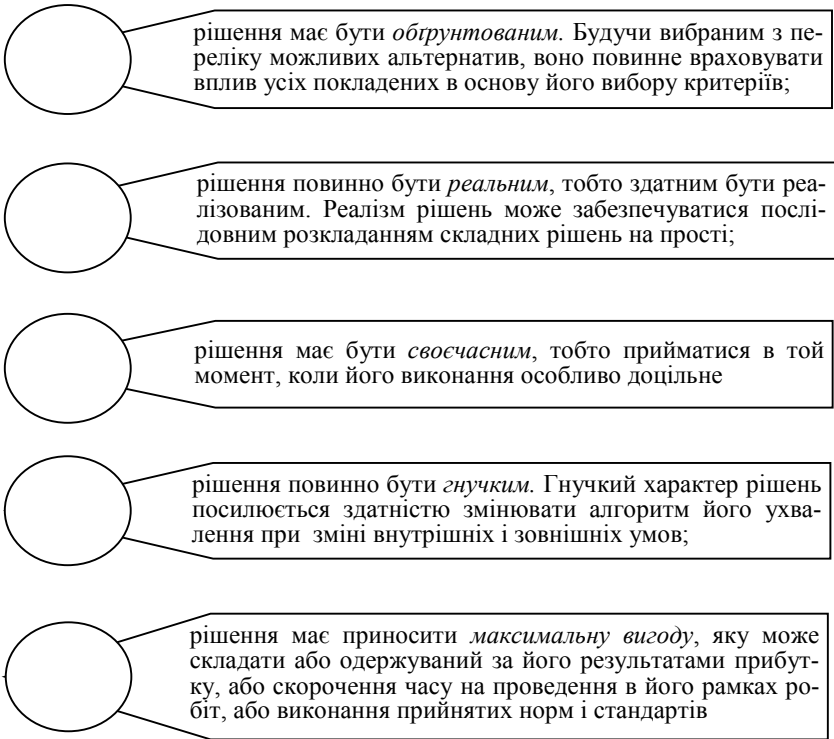 рішення має бути обґрунтованим. Будучи вибраним з пе-
реліку можливих альтернатив, воно повинне враховувати
вплив усіх покладених в основу його вибору критеріїв;
рішення повинно бути реальним, тобто здатним бути реа-
лізованим. Реалізм рішень може забезпечуватися послі-
довним розкладанням складних рішень на прості;
рішення має бути своєчасним, тобто прийматися в той
момент, коли його виконання особливо доцільне
рішення повинно бути гнучким. Гнучкий характер рішень
посилюється здатністю змінювати алгоритм його ухва-
лення при зміні внутрішніх і зовнішніх умов;
рішення має приносити максимальну вигоду, яку може
складати або одержуваний за його результатами прибут-
ку, або скорочення часу на проведення в його рамках ро-
біт, або виконання прийнятих норм і стандартів